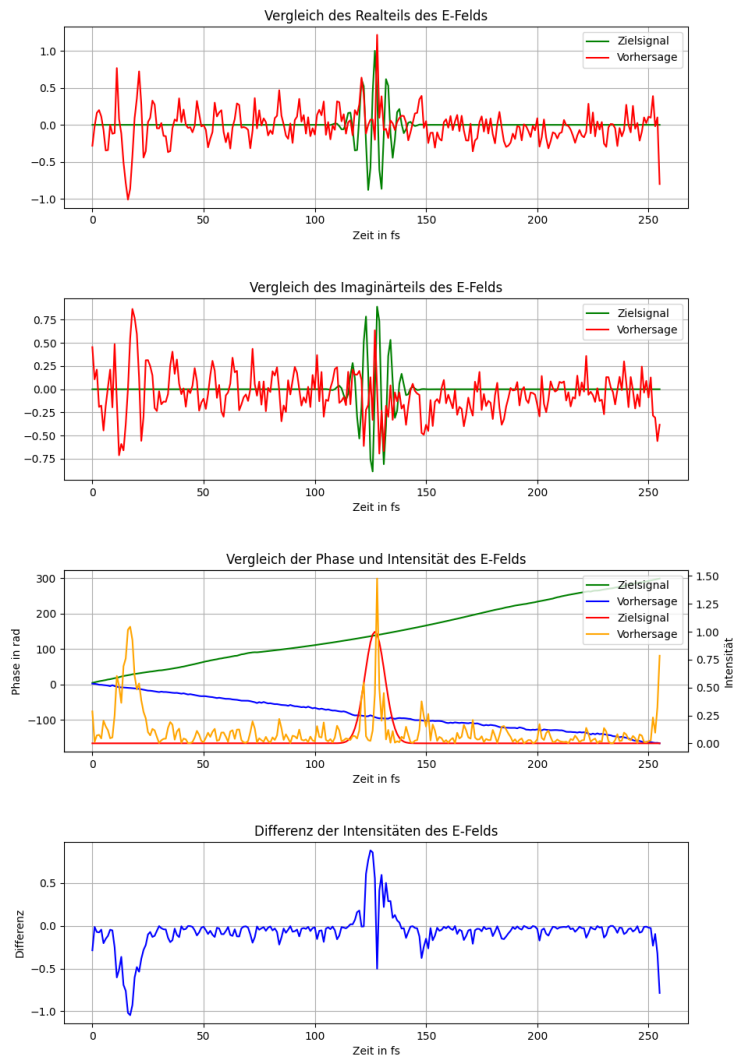 Vergleich des Realteils des E-Felds
1.0
0.5
0.0
−0.5
−1.0
Zielsignal
Vorhersage
0
50
100
150
200
250
Zeit in fs
Vergleich des Imaginärteils des E-Felds
0.75
0.50
0.25
0.00
−0.25
−0.50
−0.75
Zielsignal
Vorhersage
0
50
100
150
200
250
Zeit in fs
Vergleich der Phase und Intensität des E-Felds
Phase in rad
300
200
100
0
−100
Zielsignal
Vorhersage
Zielsignal
Vorhersage
1.50
1.25
1.00
0.75
0.50
0.25
0.00
Intensität
0
50
100
150
200
250
Zeit in fs
Differenz der Intensitäten des E-Felds
Differenz
0.5
0.0
−0.5
−1.0
0
50
100
150
200
250
Zeit in fs